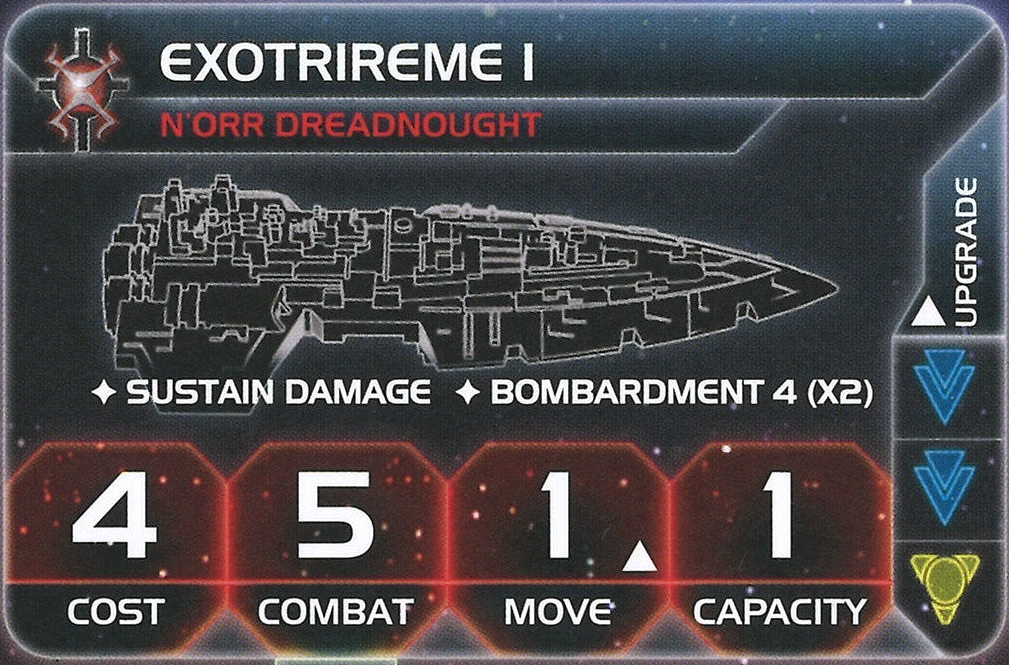 EXOTRIREME I
N'ORR DREADNOUGHT
UPGRADE
SUSTAIN DAMAGE BOMBARDMENT 4 (X2)
4 5 1 1
COST COMBAT MOVE CAPACITY